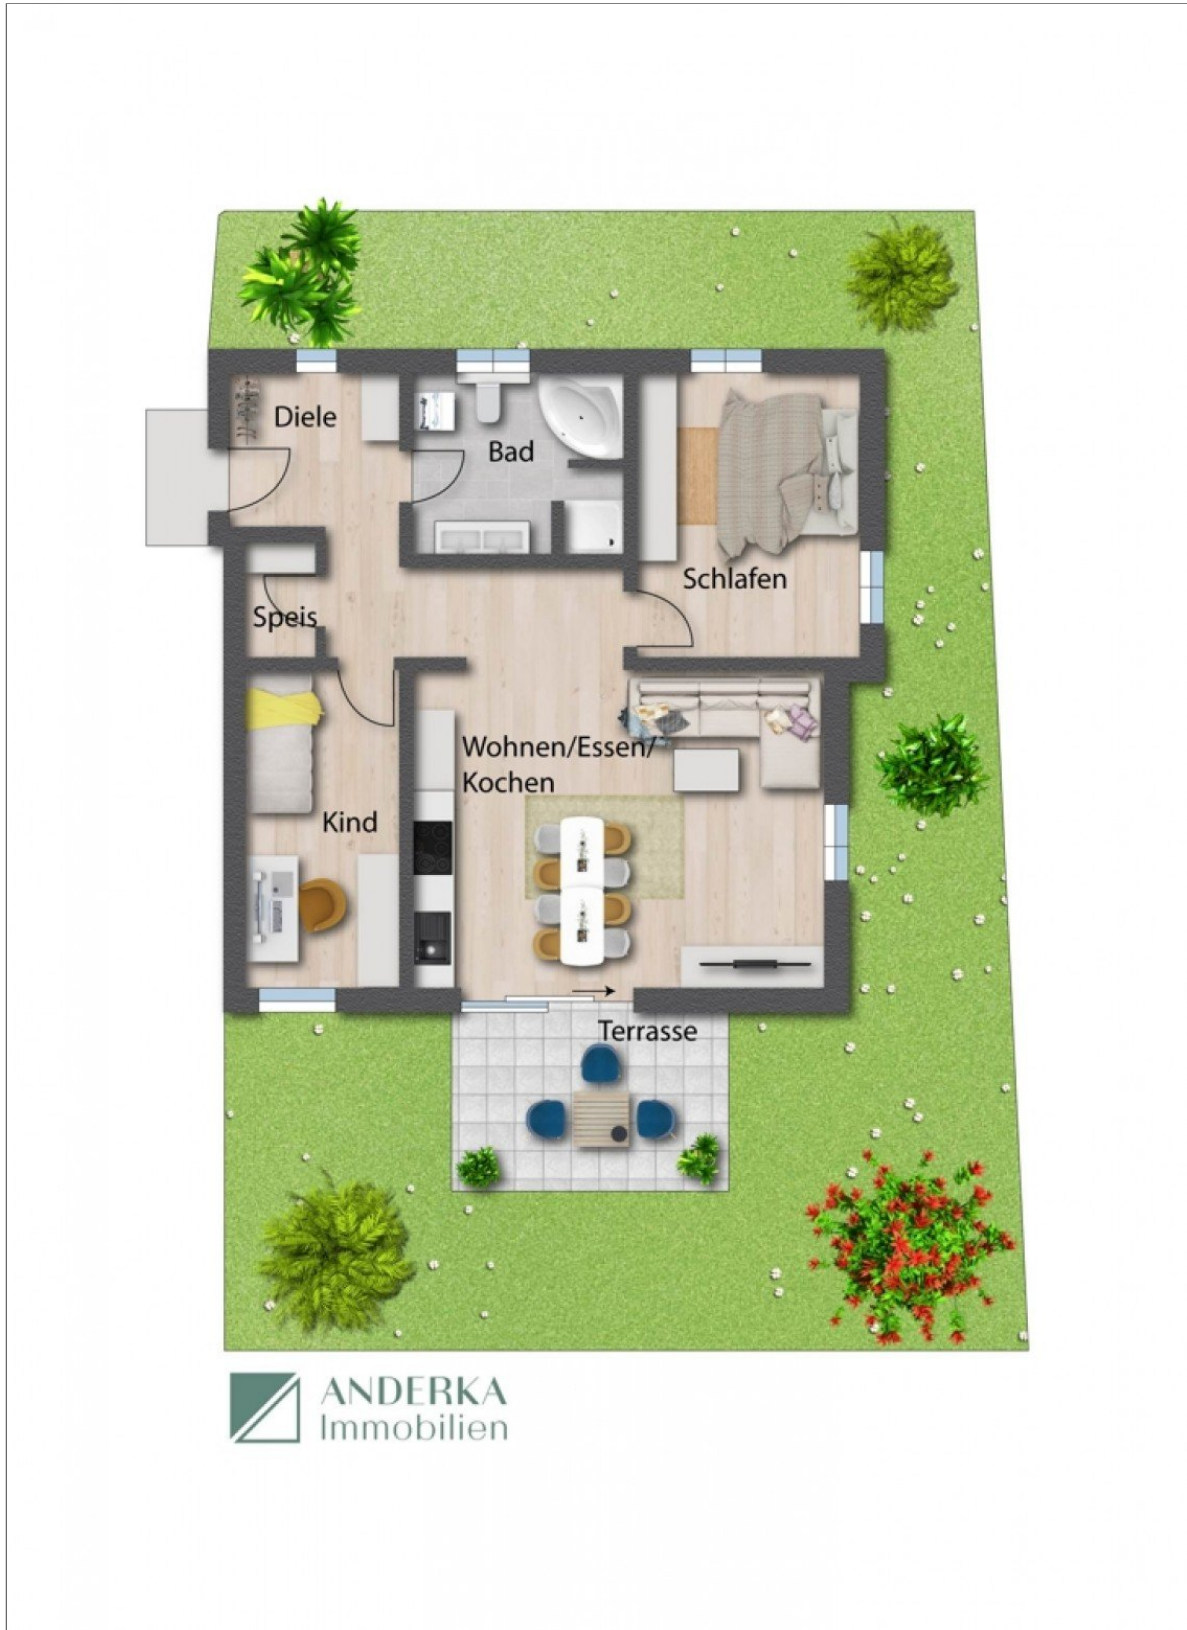 Diele
Bad
Schlafen
Speis
Wohnen/Essen/
Kochen
Kind
Terrasse
ANDERKA
Immobilien